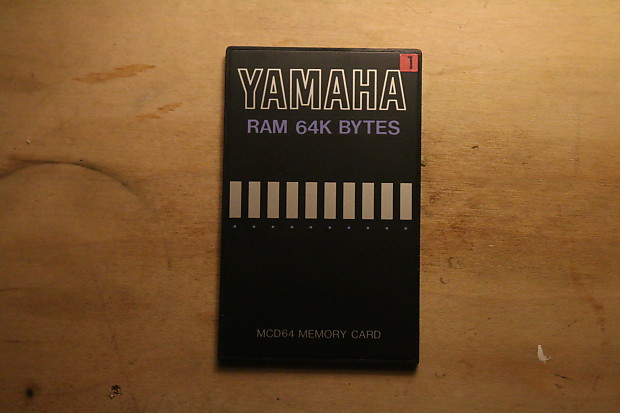 1
YAMAHA
RAM 64K BYTES
MCD64 MEMORY CARD